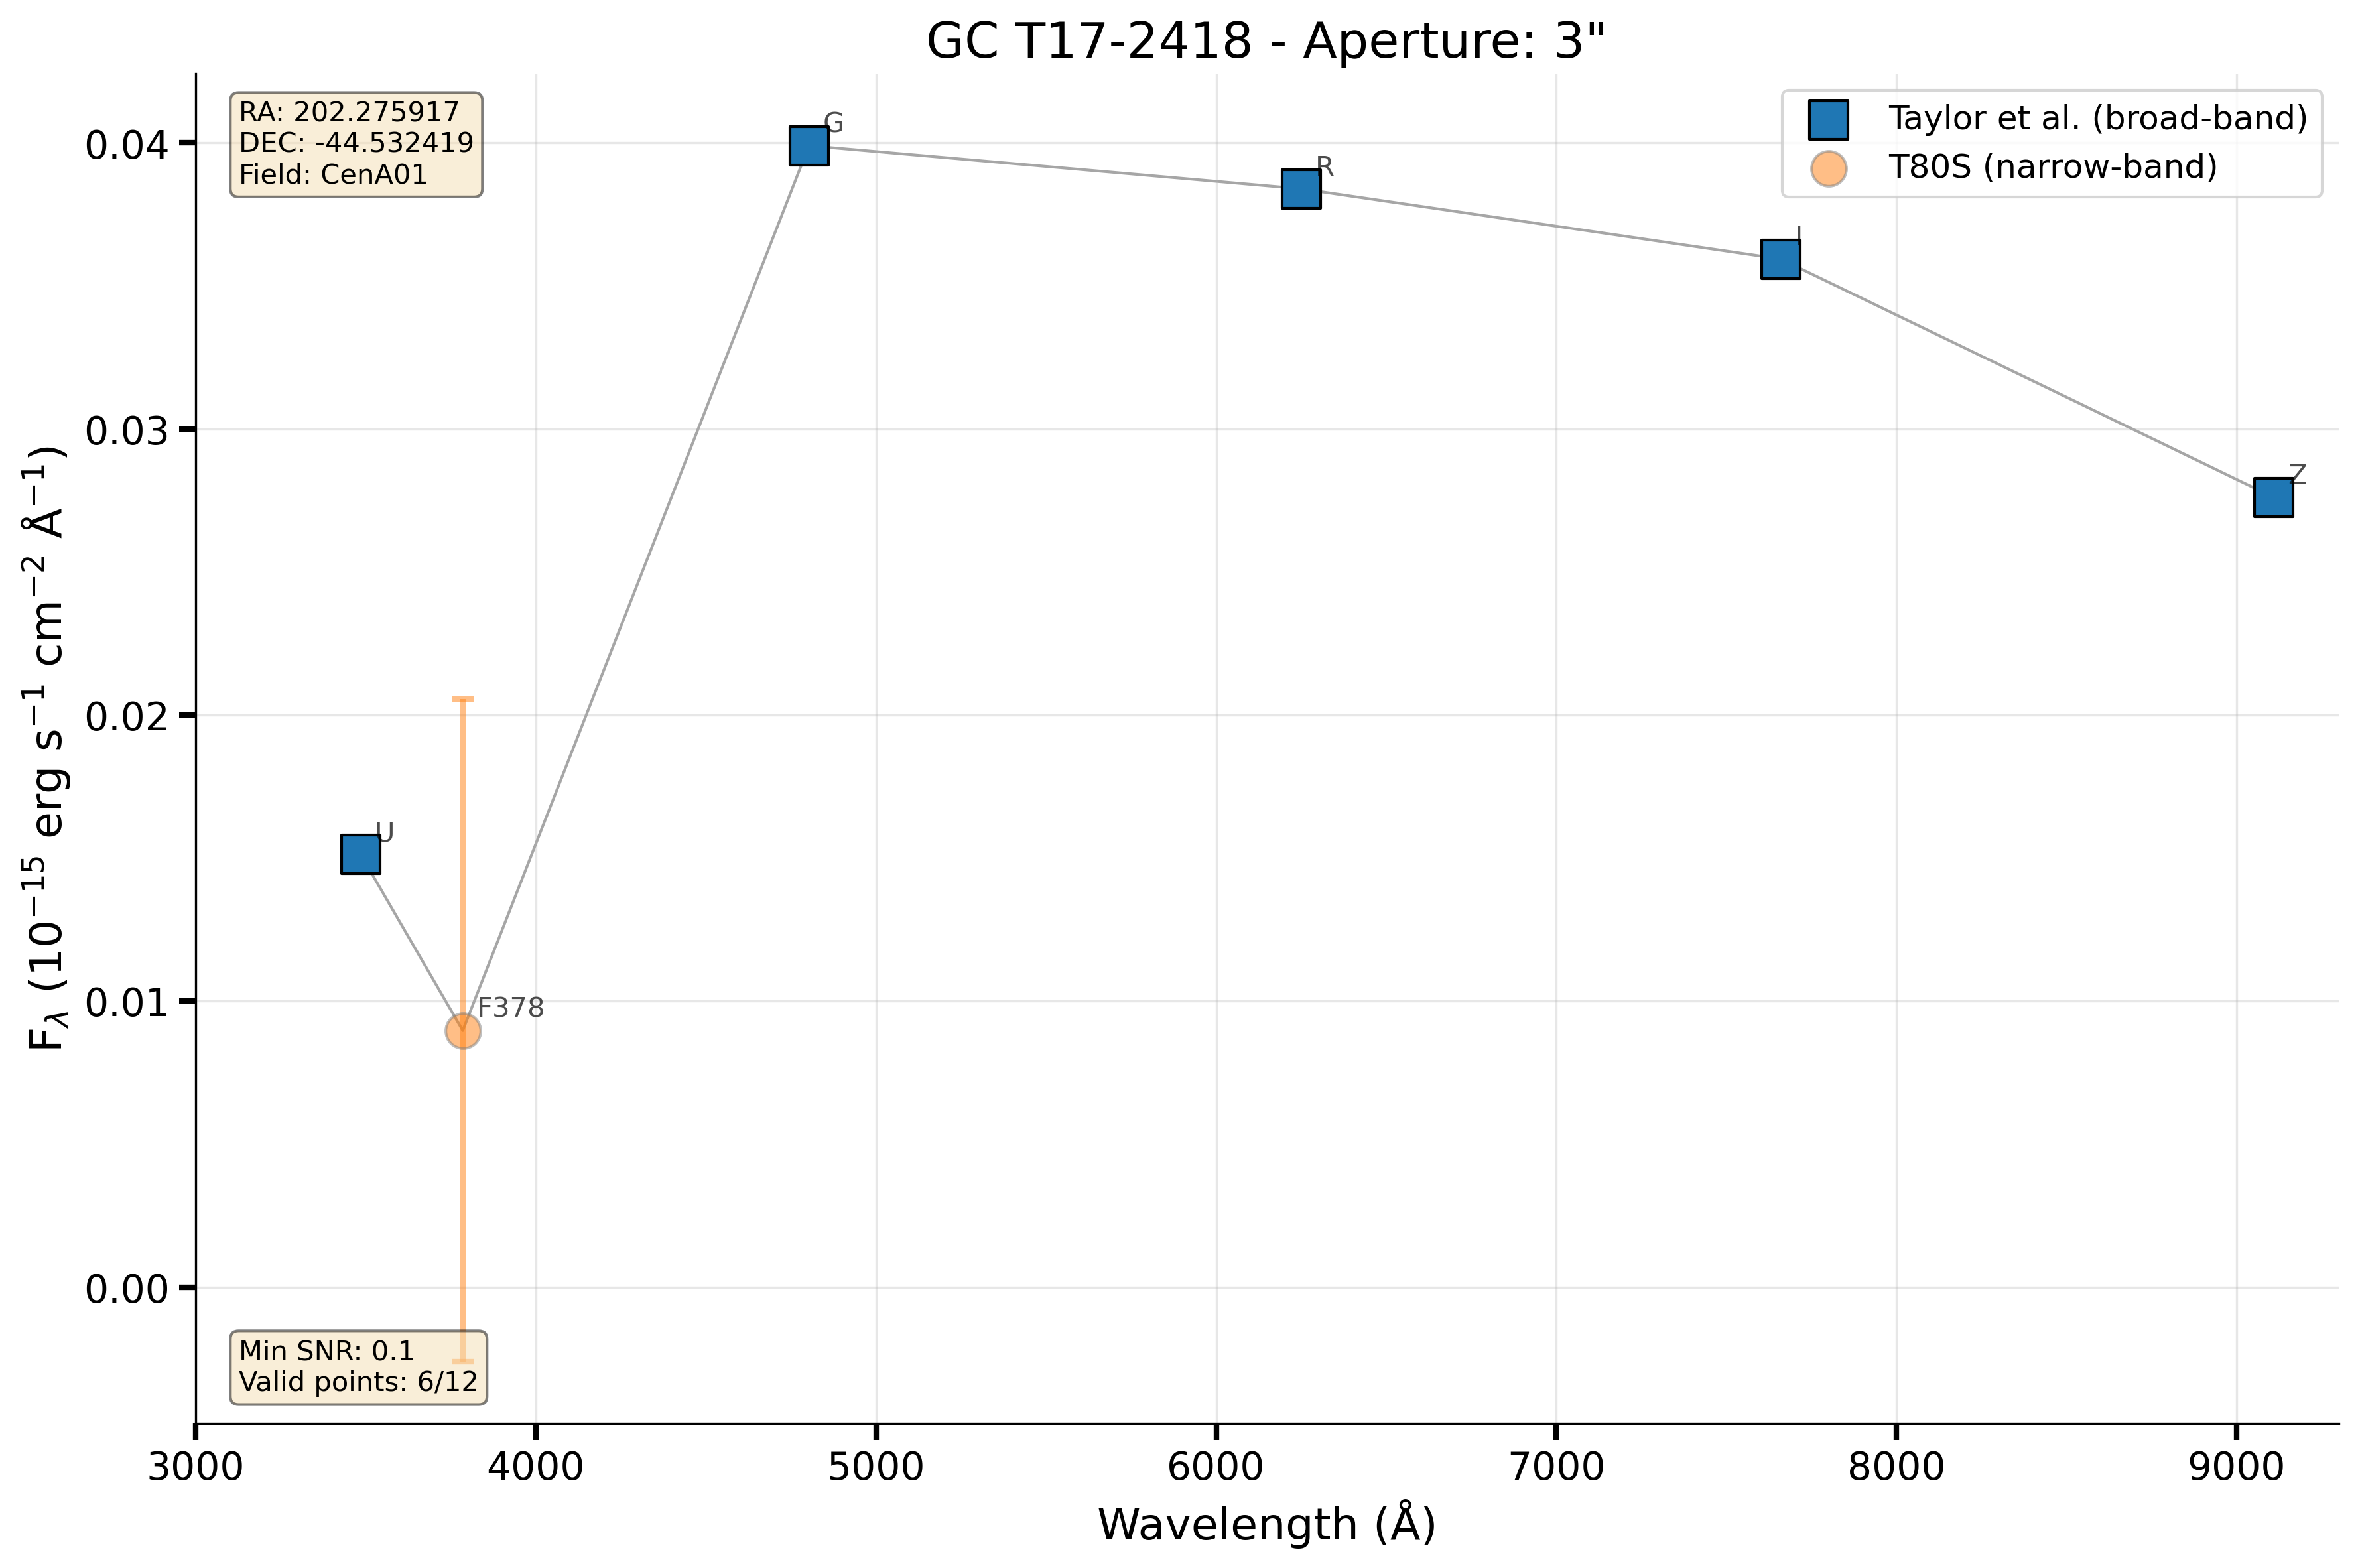 GC T17-2418 - Aperture: 3"
RA: 202.275917
DEC: -44.532419
Field: CenA01
Taylor et al. (broad-band)
T80S (narrow-band)
G
R
I
Z
U
F378
Min SNR: 0.1
Valid points: 6/12
0.04
0.03
0.02
0.01
0.00
F_λ (10⁻¹⁵ erg s⁻¹ cm⁻² Å⁻¹)
3000 4000 5000 6000 7000 8000 9000
Wavelength (Å)